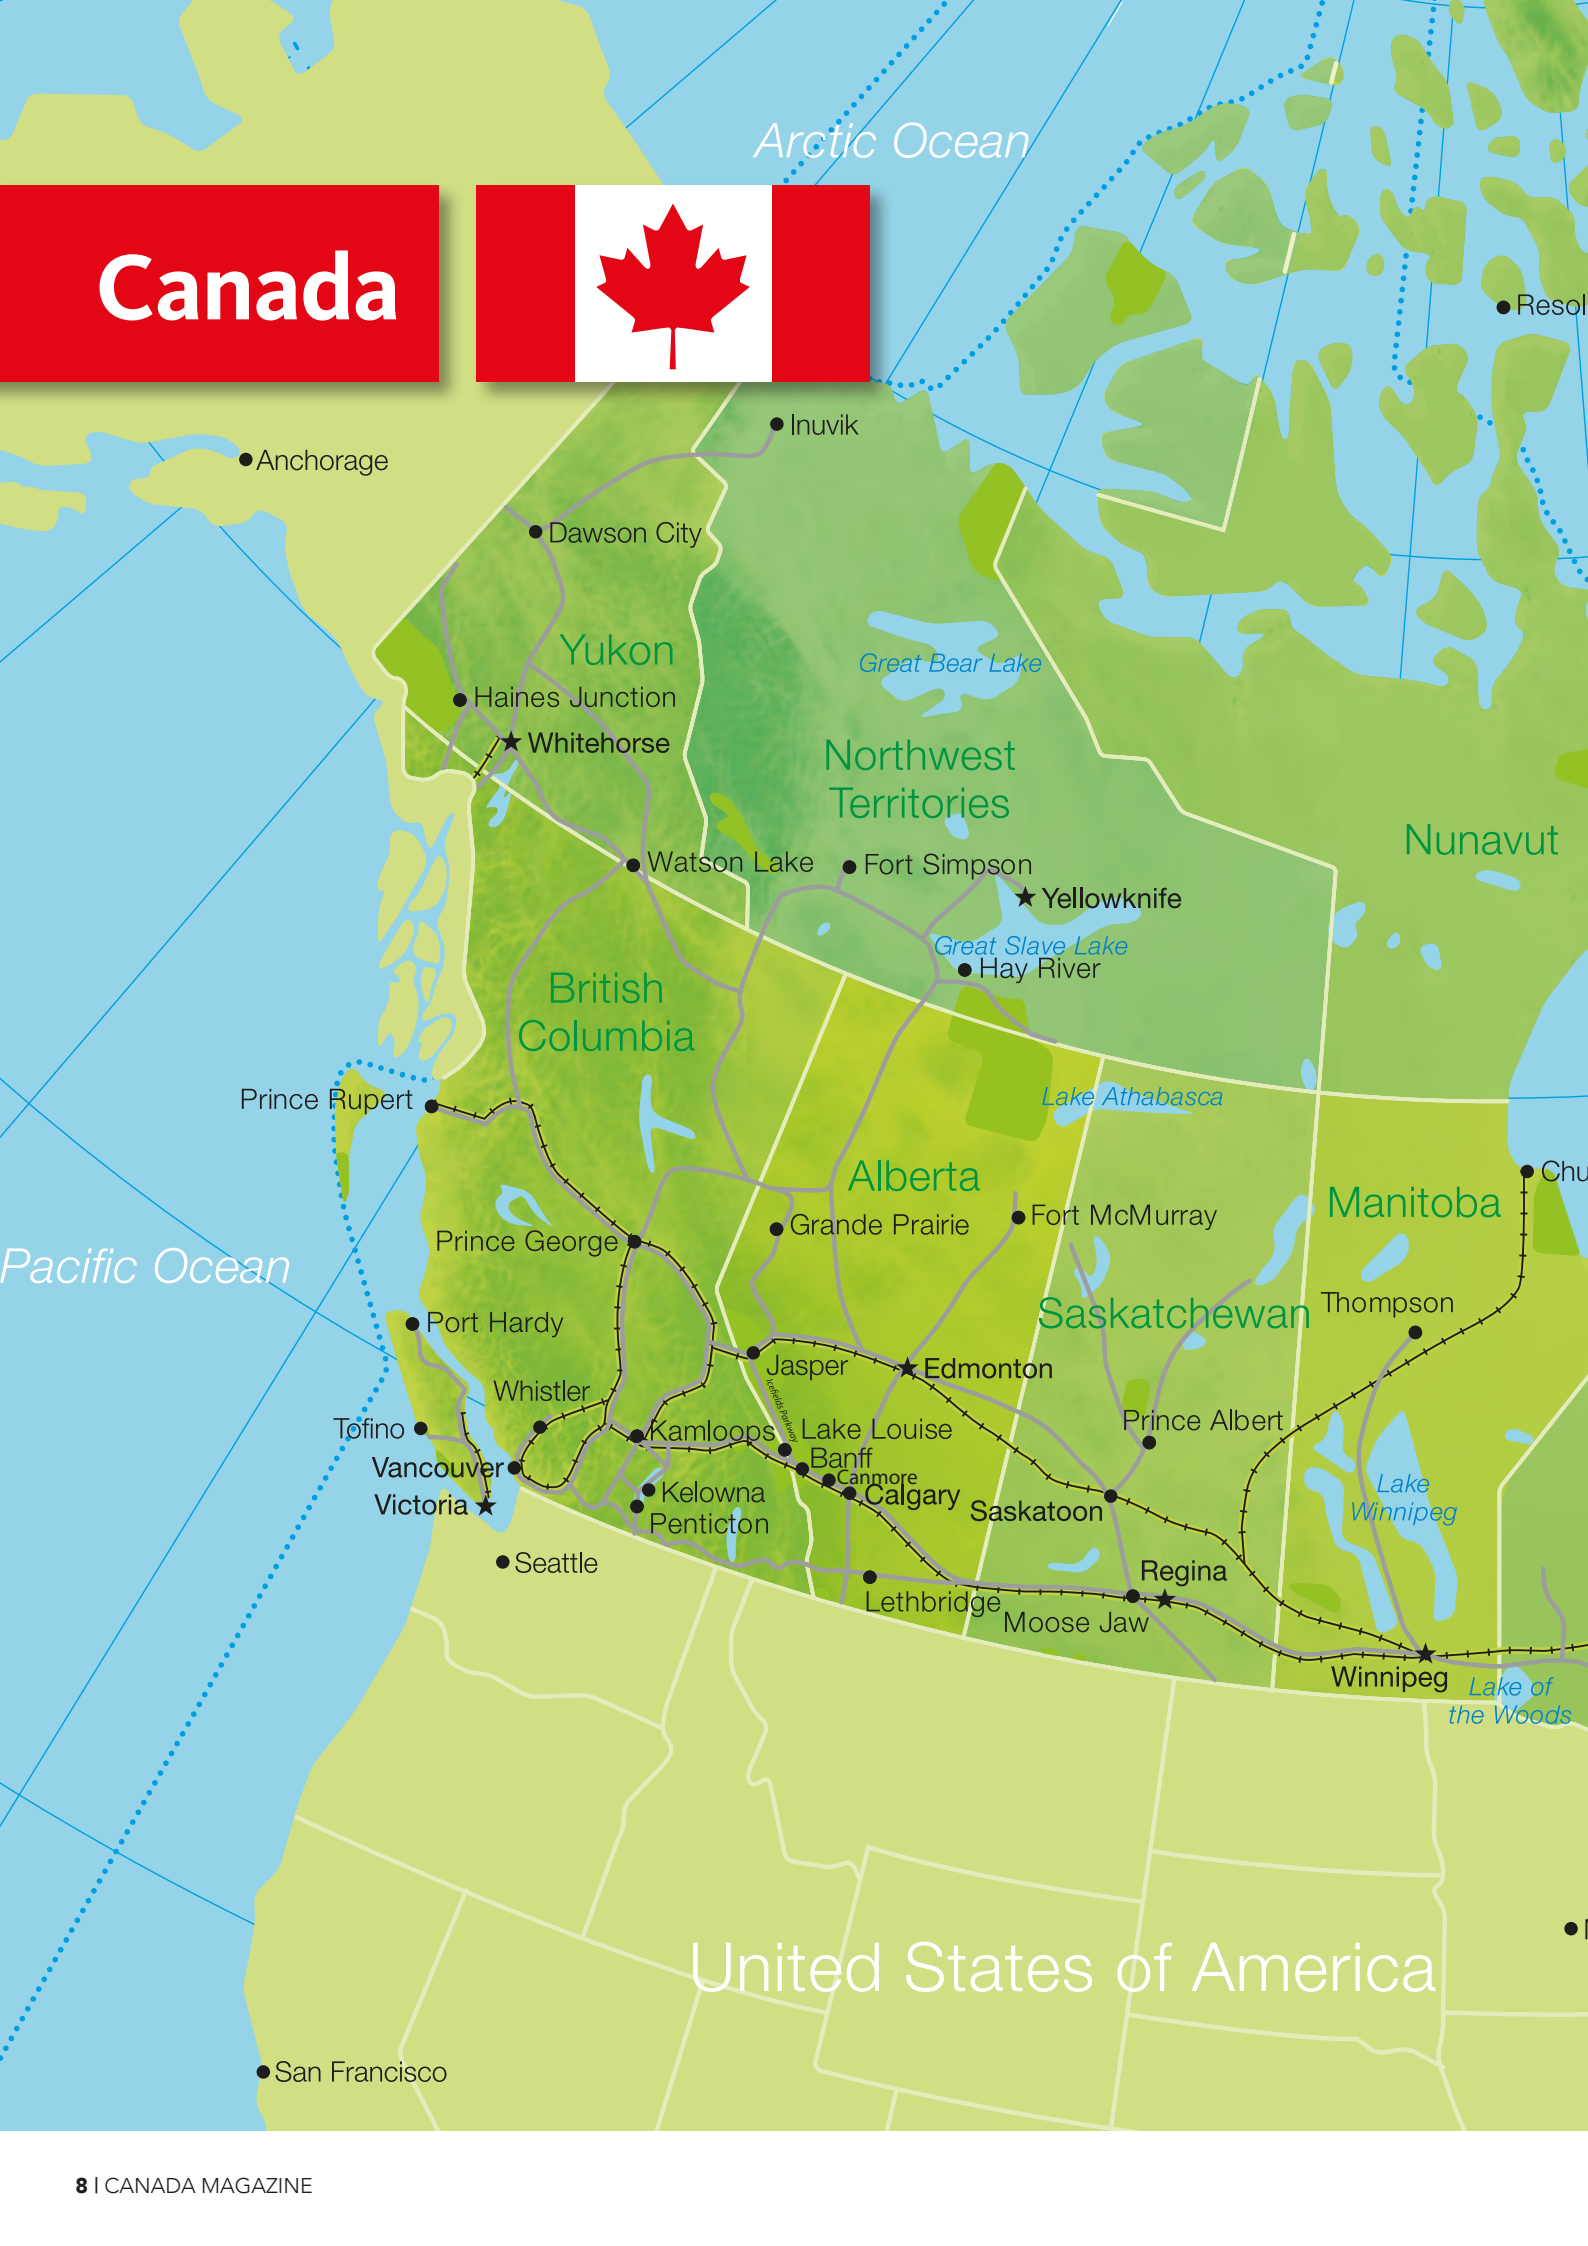 Arctic Ocean
Canada
Resol
Inuvik
Anchorage
Dawson City
Yukon
Great Bear Lake
Haines Junction
Whitehorse
Northwest
Territories
Nunavut
Watson Lake
Fort Simpson
Yellowknife
Great Slave Lake
Hay River
British
Columbia
Prince Rupert
Lake Athabasca
Alberta
Chu
Manitoba
Grande Prairie
Fort McMurray
Prince George
Pacific Ocean
Port Hardy
Saskatchewan
Thompson
Jasper
Edmonton
Icefields Parkway
Whistler
Tofino
Kamloops
Lake Louise
Prince Albert
Vancouver
Banff
Canmore
Victoria
Kelowna
Calgary
Saskatoon
Lake
Winnipeg
Penticton
Seattle
Regina
Lethbridge
Moose Jaw
Winnipeg
Lake of
the Woods
United States of America
San Francisco
8 | CANADA MAGAZINE